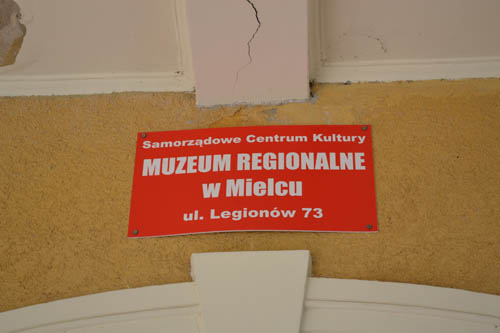 Samorządowe Centrum Kultury
MUZEUM REGIONALNE
w Mielcu
ul. Legionów 73